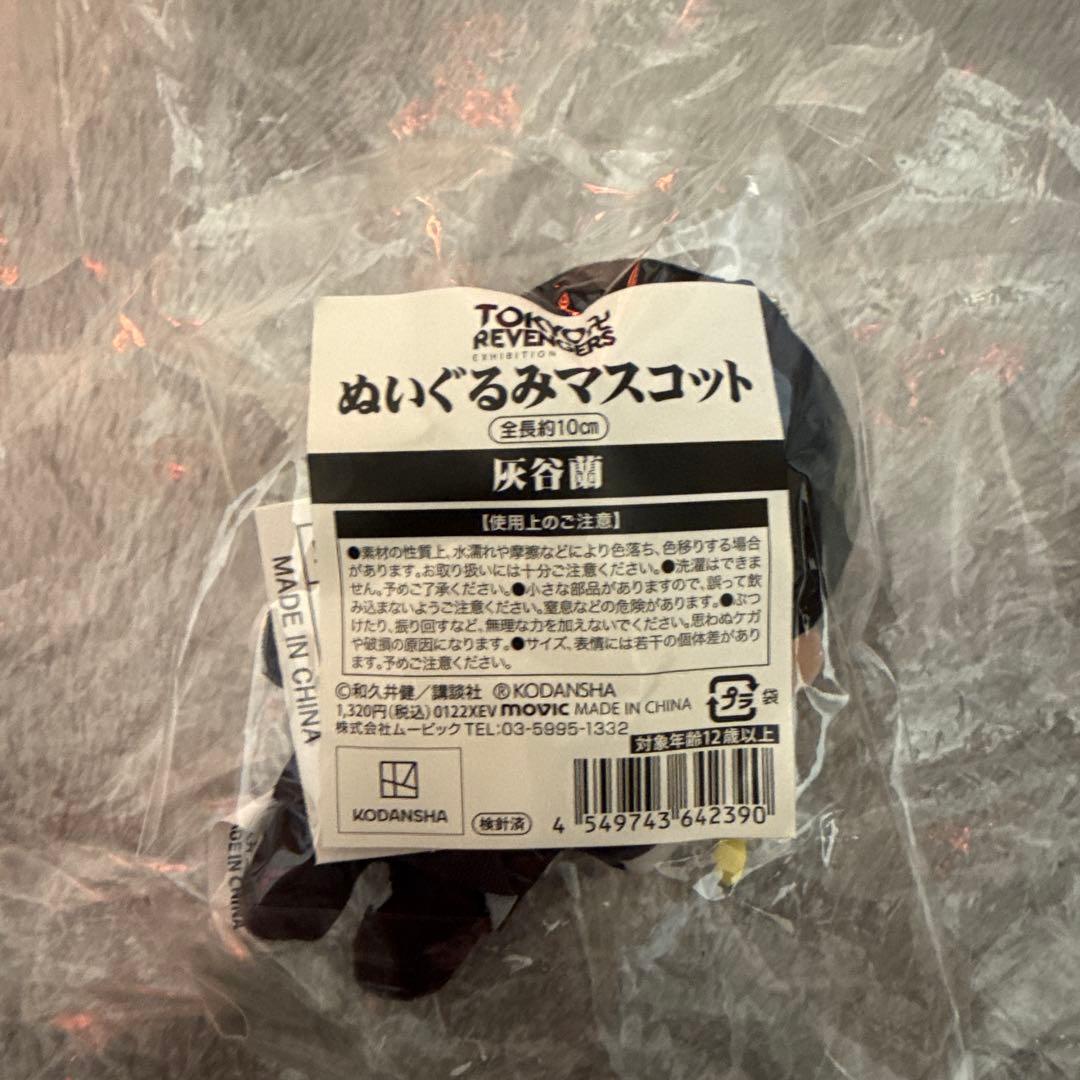 TOKYO卍
REVENGERS
EXHIBITION
ぬいぐるみマスコット
全長約10㎝
灰谷蘭
【使用上のご注意】
●素材の性質上、水濡れや摩擦などにより色落ち、色移りする場合
があります。お取り扱いには十分ご注意ください。●洗濯はできま
せん。予めご了承ください。●小さな部品がありますので、誤って飲
み込まないようご注意ください。窒息などの危険があります。●ぶつ
けたり、振り回すなど、無理な力を加えないでください。思わぬケガ
や破損の原因になります。●サイズ、表情には若干の個体差があり
ます。予めご注意ください。
©和久井健/講談社 ®KODANSHA
1,320円(税込)0122XEV movic MADE IN CHINA
株式会社ムービック TEL:03-5995-1332
プラ 袋
対象年齢12歳以上
KODANSHA
検針済
4 549743 642390
MADE IN CHINA
MADE IN CHINA